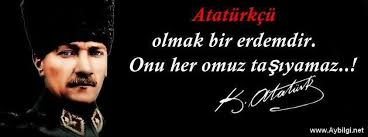 Atatürkçü
olmak bir erdemdir.
Onu her omuz taşıyamaz..!
K. Atatürk
www.Aybilgi.net